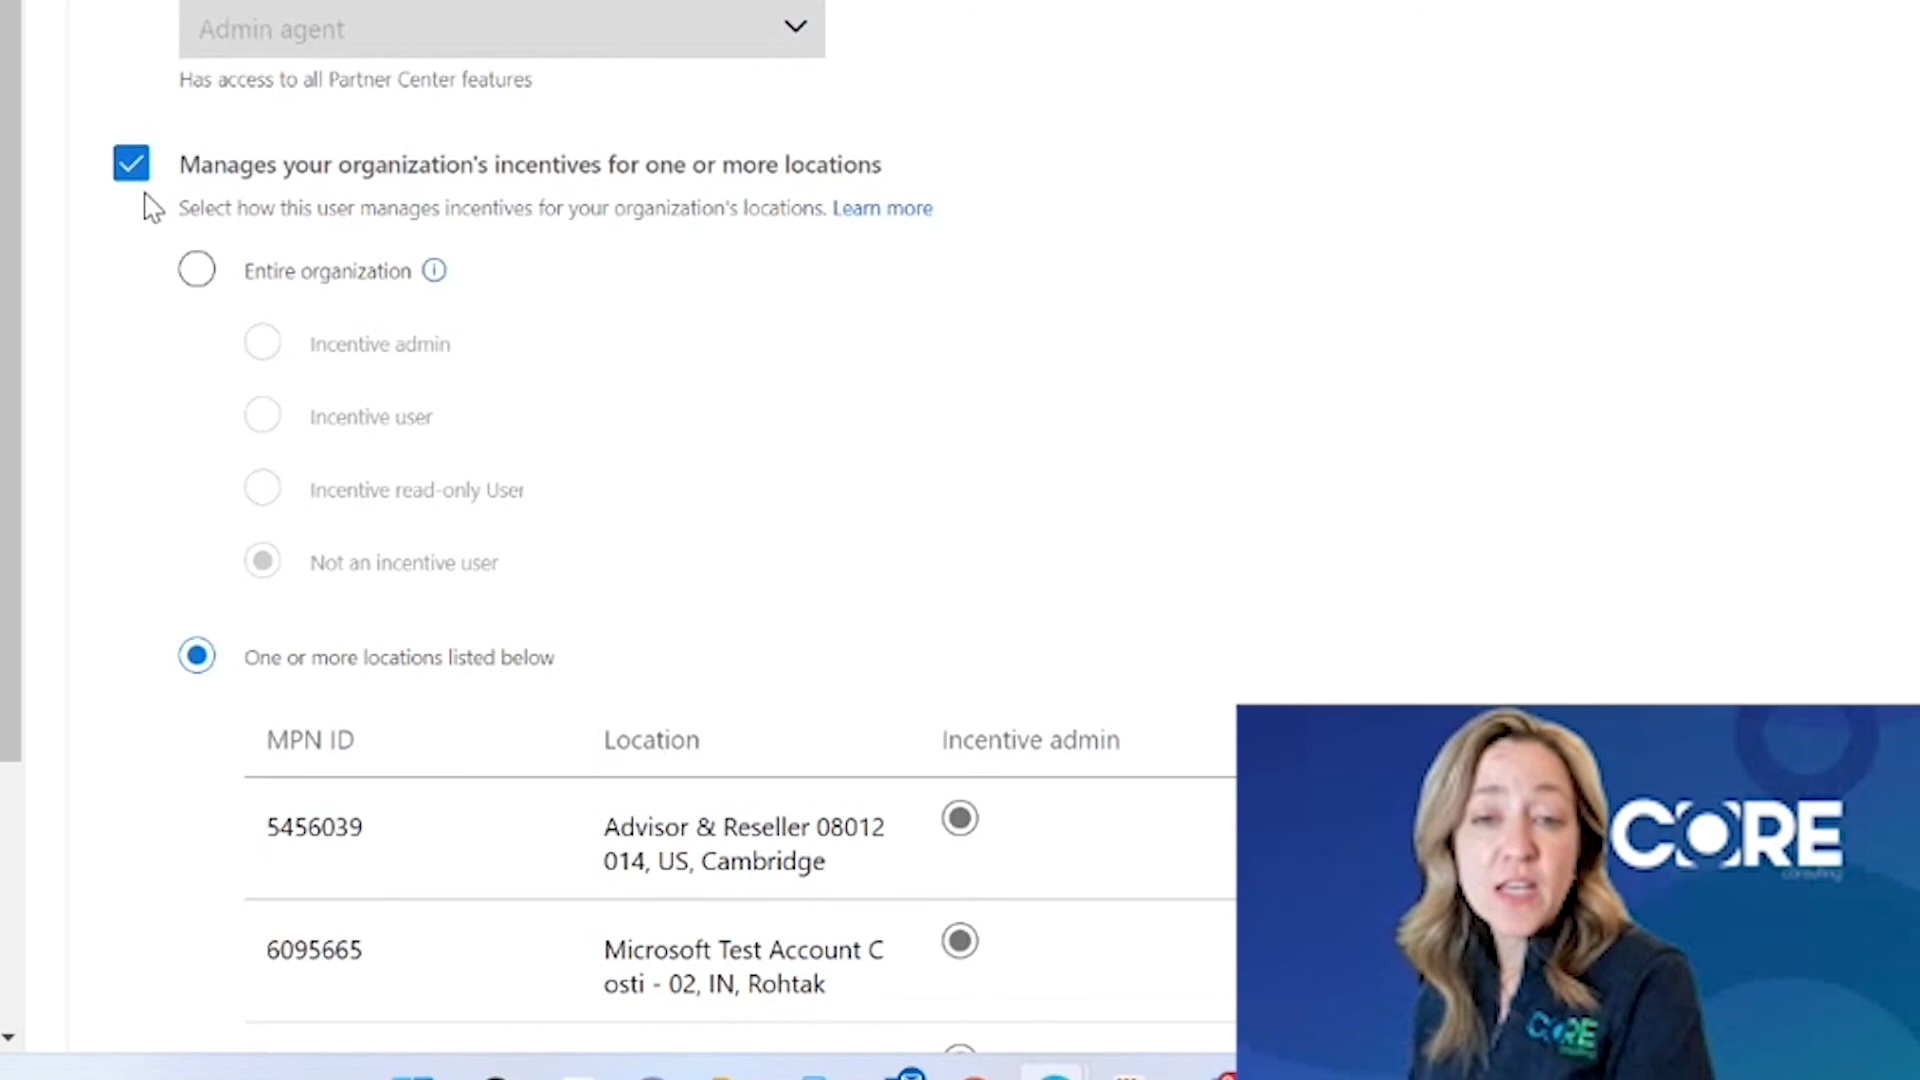 Admin agent
Has access to all Partner Center features
Manages your organization's incentives for one or more locations
Select how this user manages incentives for your organization's locations. Learn more
Entire organization
Incentive admin
Incentive user
Incentive read-only User
Not an incentive user
One or more locations listed below
MPN ID Location Incentive admin
5456039 Advisor & Reseller 08012
014, US, Cambridge
6095665 Microsoft Test Account C
osti - 02, IN, Rohtak
CORE
consulting
CORE